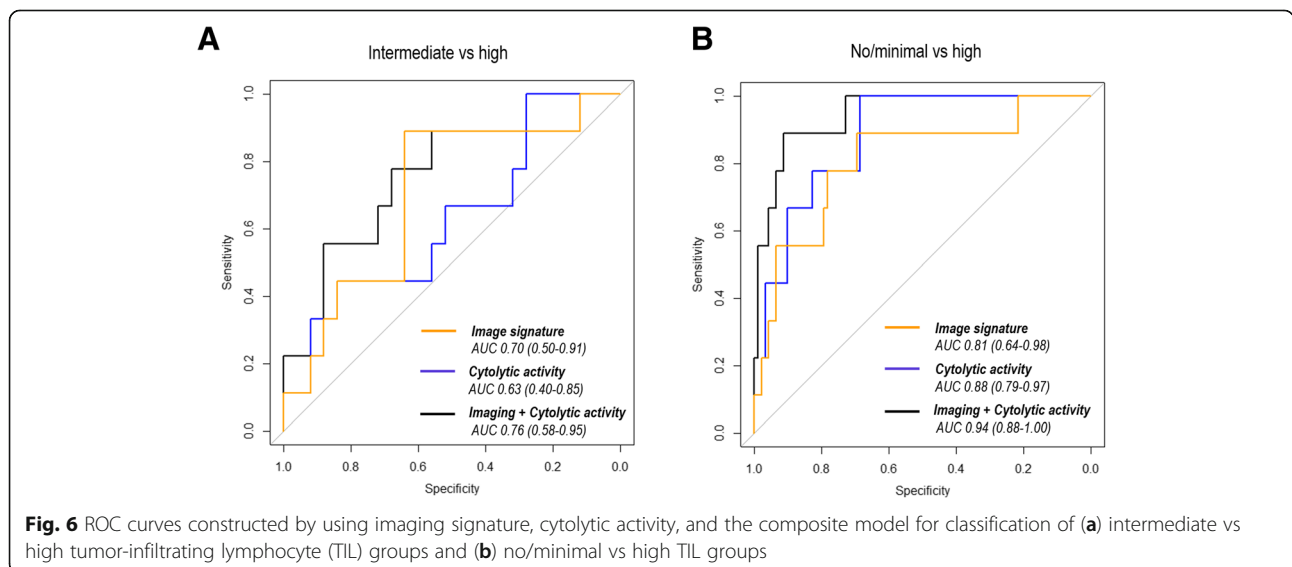 A
Intermediate vs high
Sensitivity
1.0
0.8
0.6
0.4
0.2
0.0
Image signature
AUC 0.70 (0.50-0.91)
Cytolytic activity
AUC 0.63 (0.40-0.85)
Imaging + Cytolytic activity
AUC 0.76 (0.58-0.95)
1.0 0.8 0.6 0.4 0.2 0.0
Specificity
B
No/minimal vs high
Sensitivity
1.0
0.8
0.6
0.4
0.2
0.0
Image signature
AUC 0.81 (0.64-0.98)
Cytolytic activity
AUC 0.88 (0.79-0.97)
Imaging + Cytolytic activity
AUC 0.94 (0.88-1.00)
1.0 0.8 0.6 0.4 0.2 0.0
Specificity
Fig. 6 ROC curves constructed by using imaging signature, cytolytic activity, and the composite model for classification of (a) intermediate vs
high tumor-infiltrating lymphocyte (TIL) groups and (b) no/minimal vs high TIL groups